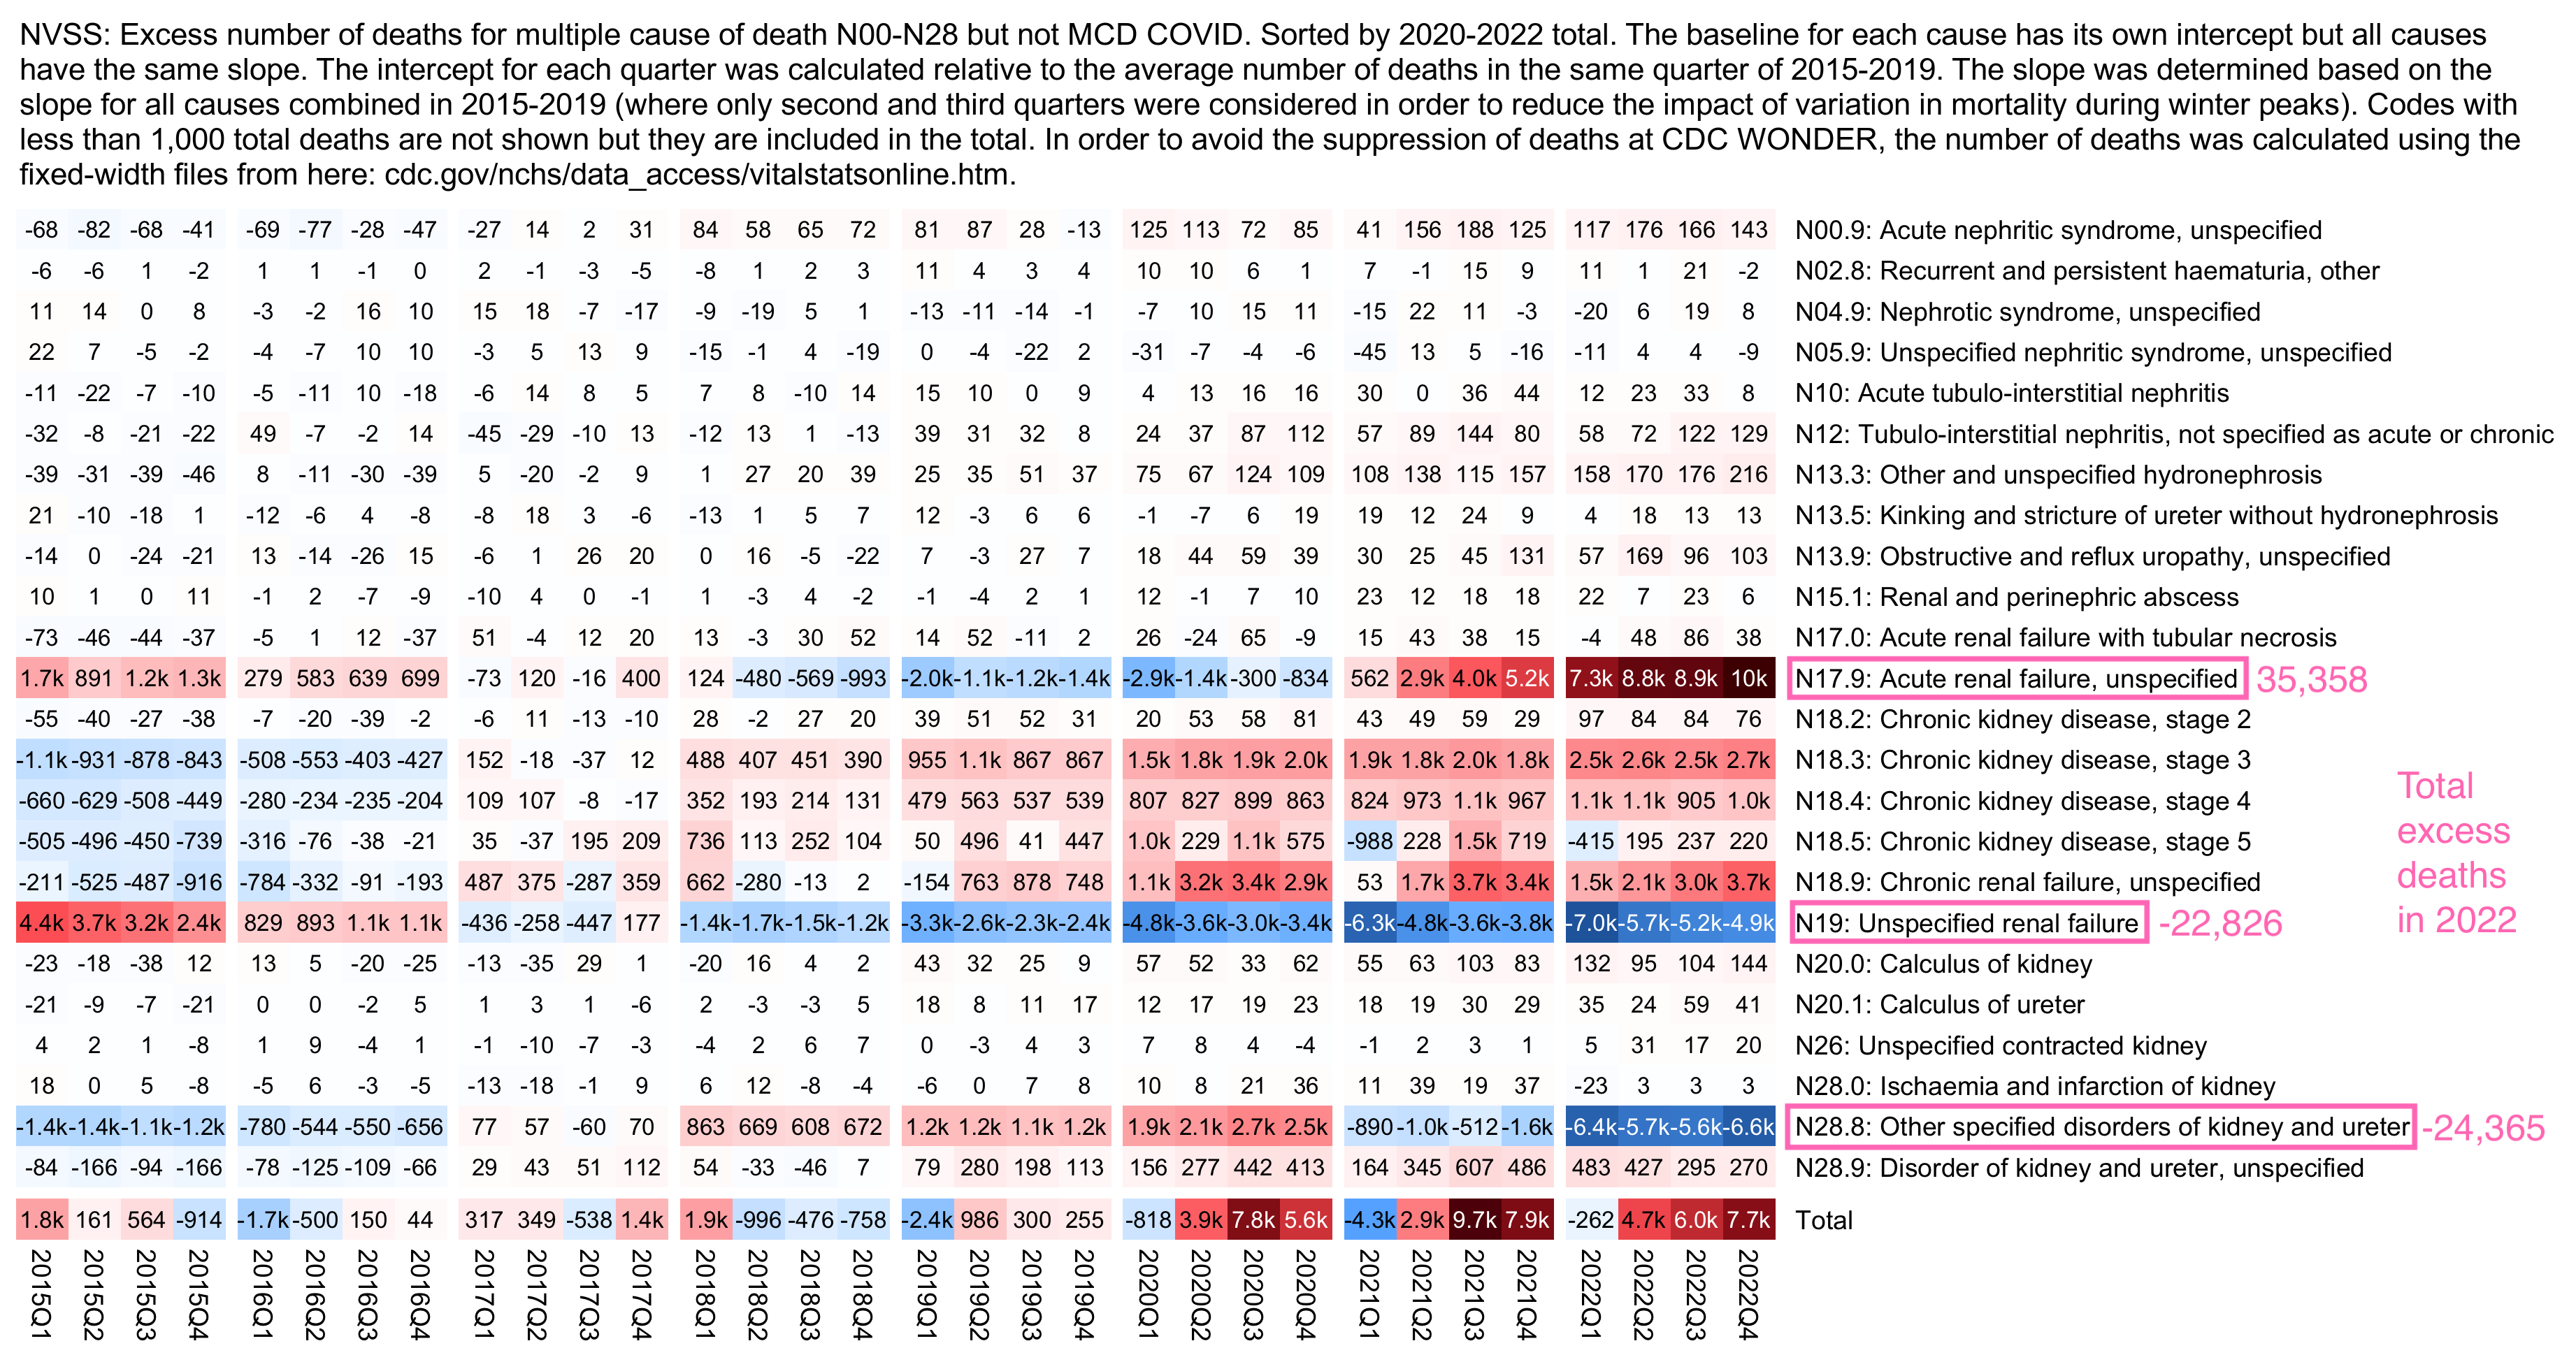 NVSS: Excess number of deaths for multiple cause of death N00-N28 but not MCD COVID. Sorted by 2020-2022 total. The baseline for each cause has its own intercept but all causes
have the same slope. The intercept for each quarter was calculated relative to the average number of deaths in the same quarter of 2015-2019. The slope was determined based on the
slope for all causes combined in 2015-2019 (where only second and third quarters were considered in order to reduce the impact of variation in mortality during winter peaks). Codes with
less than 1,000 total deaths are not shown but they are included in the total. In order to avoid the suppression of deaths at CDC WONDER, the number of deaths was calculated using the
fixed-width files from here: cdc.gov/nchs/data_access/vitalstatsonline.htm.
-68 -82 -68 -41 -69 -77 -28 -47 -27 14 2 31 84 58 65 72 81 87 28 -13 125 113 72 85 41 156 188 125 117 176 166 143 N00.9: Acute nephritic syndrome, unspecified
-6 -6 1 -2 1 1 -1 0 2 -1 -3 -5 -8 1 2 3 11 4 3 4 10 10 6 1 7 -1 15 9 11 1 21 -2 N02.8: Recurrent and persistent haematuria, other
11 14 0 8 -3 -2 16 10 15 18 -7 -17 -9 -19 5 1 -13 -11 -14 -1 -7 10 15 11 -15 22 11 -3 -20 6 19 8 N04.9: Nephrotic syndrome, unspecified
22 7 -5 -2 -4 -7 10 10 -3 5 13 9 -15 -1 4 -19 0 -4 -22 2 -31 -7 -4 -6 -45 13 5 -16 -11 4 4 -9 N05.9: Unspecified nephritic syndrome, unspecified
-11 -22 -7 -10 -5 -11 10 -18 -6 14 8 5 7 8 -10 14 15 10 0 9 4 13 16 16 30 0 36 44 12 23 33 8 N10: Acute tubulo-interstitial nephritis
-32 -8 -21 -22 49 -7 -2 14 -45 -29 -10 13 -12 13 1 -13 39 31 32 8 24 37 87 112 57 89 144 80 58 72 122 129 N12: Tubulo-interstitial nephritis, not specified as acute or chronic
-39 -31 -39 -46 8 -11 -30 -39 5 -20 -2 9 1 27 20 39 25 35 51 37 75 67 124 109 108 138 115 157 158 170 176 216 N13.3: Other and unspecified hydronephrosis
21 -10 -18 1 -12 -6 4 -8 -8 18 3 -6 -13 1 5 7 12 -3 6 6 -1 -7 6 19 19 12 24 9 4 18 13 13 N13.5: Kinking and stricture of ureter without hydronephrosis
-14 0 -24 -21 13 -14 -26 15 -6 1 26 20 0 16 -5 -22 7 -3 27 7 18 44 59 39 30 25 45 131 57 169 96 103 N13.9: Obstructive and reflux uropathy, unspecified
10 1 0 11 -1 2 -7 -9 -10 4 0 -1 1 -3 4 -2 -1 -4 2 1 12 -1 7 10 23 12 18 18 22 7 23 6 N15.1: Renal and perinephric abscess
-73 -46 -44 -37 -5 1 12 -37 51 -4 12 20 13 -3 30 52 14 52 -11 2 26 -24 65 -9 15 43 38 15 -4 48 86 38 N17.0: Acute renal failure with tubular necrosis
1.7k 891 1.2k 1.3k 279 583 639 699 -73 120 -16 400 124 -480 -569 -993 -2.0k -1.1k -1.2k -1.4k -2.9k -1.4k -300 -834 562 2.9k 4.0k 5.2k 7.3k 8.8k 8.9k 10k N17.9: Acute renal failure, unspecified 35,358
-55 -40 -27 -38 -7 -20 -39 -2 -6 11 -13 -10 28 -2 27 20 39 51 52 31 20 53 58 81 43 49 59 29 97 84 84 76 N18.2: Chronic kidney disease, stage 2
-1.1k -931 -878 -843 -508 -553 -403 -427 152 -18 -37 12 488 407 451 390 955 1.1k 867 867 1.5k 1.8k 1.9k 2.0k 1.9k 1.8k 2.0k 1.8k 2.5k 2.6k 2.5k 2.7k N18.3: Chronic kidney disease, stage 3
-660 -629 -508 -449 -280 -234 -235 -204 109 107 -8 -17 352 193 214 131 479 563 537 539 807 827 899 863 824 973 1.1k 967 1.1k 1.1k 905 1.0k N18.4: Chronic kidney disease, stage 4
-505 -496 -450 -739 -316 -76 -38 -21 35 -37 195 209 736 113 252 104 50 496 41 447 1.0k 229 1.1k 575 -988 228 1.5k 719 -415 195 237 220 N18.5: Chronic kidney disease, stage 5
-211 -525 -487 -916 -784 -332 -91 -193 487 375 -287 359 662 -280 -13 2 -154 763 878 748 1.1k 3.2k 3.4k 2.9k 53 1.7k 3.7k 3.4k 1.5k 2.1k 3.0k 3.7k N18.9: Chronic renal failure, unspecified
4.4k 3.7k 3.2k 2.4k 829 893 1.1k 1.1k -436 -258 -447 177 -1.4k -1.7k -1.5k -1.2k -3.3k -2.6k -2.3k -2.4k -4.8k -3.6k -3.0k -3.4k -6.3k -4.8k -3.6k -3.8k -7.0k -5.7k -5.2k -4.9k N19: Unspecified renal failure -22,826
Total
excess
deaths
in 2022
-23 -18 -38 12 13 5 -20 -25 -13 -35 29 1 -20 16 4 2 43 32 25 9 57 52 33 62 55 63 103 83 132 95 104 144 N20.0: Calculus of kidney
-21 -9 -7 -21 0 0 -2 5 1 3 1 -6 2 -3 -3 5 18 8 11 17 12 17 19 23 18 19 30 29 35 24 59 41 N20.1: Calculus of ureter
4 2 1 -8 1 9 -4 1 -1 -10 -7 -3 -4 2 6 7 0 -3 4 3 7 8 4 -4 -1 2 3 1 5 31 17 20 N26: Unspecified contracted kidney
18 0 5 -8 -5 6 -3 -5 -13 -18 -1 9 6 12 -8 -4 -6 0 7 8 10 8 21 36 11 39 19 37 -23 3 3 3 N28.0: Ischaemia and infarction of kidney
-1.4k -1.4k -1.1k -1.2k -780 -544 -550 -656 77 57 -60 70 863 669 608 672 1.2k 1.2k 1.1k 1.2k 1.9k 2.1k 2.7k 2.5k -890 -1.0k -512 -1.6k -6.4k -5.7k -5.6k -6.6k N28.8: Other specified disorders of kidney and ureter -24,365
-84 -166 -94 -166 -78 -125 -109 -66 29 43 51 112 54 -33 -46 7 79 280 198 113 156 277 442 413 164 345 607 486 483 427 295 270 N28.9: Disorder of kidney and ureter, unspecified
1.8k 161 564 -914 -1.7k -500 150 44 317 349 -538 1.4k 1.9k -996 -476 -758 -2.4k 986 300 255 -818 3.9k 7.8k 5.6k -4.3k 2.9k 9.7k 7.9k -262 4.7k 6.0k 7.7k Total
2015Q1 2015Q2 2015Q3 2015Q4 2016Q1 2016Q2 2016Q3 2016Q4 2017Q1 2017Q2 2017Q3 2017Q4 2018Q1 2018Q2 2018Q3 2018Q4 2019Q1 2019Q2 2019Q3 2019Q4 2020Q1 2020Q2 2020Q3 2020Q4 2021Q1 2021Q2 2021Q3 2021Q4 2022Q1 2022Q2 2022Q3 2022Q4